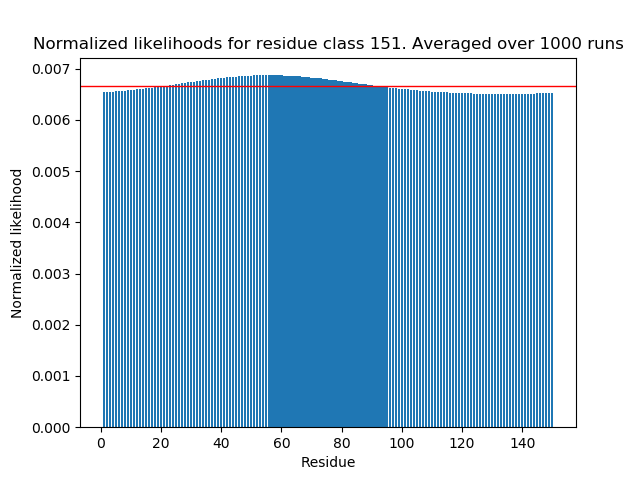 Normalized likelihoods for residue class 151. Averaged over 1000 runs
0.007
0.006
0.005
0.004
0.003
0.002
0.001
0.000
Normalized likelihood
0 20 40 60 80 100 120 140
Residue